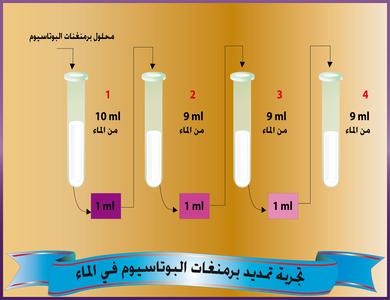 محلول برمنغنات البوتاسيوم
1
10 ml
من الماء
2
9 ml
من الماء
3
9 ml
من الماء
4
9 ml
من الماء
1 ml
1 ml
1 ml
تجربة تمديد برمنغات البوتاسيوم في الماء